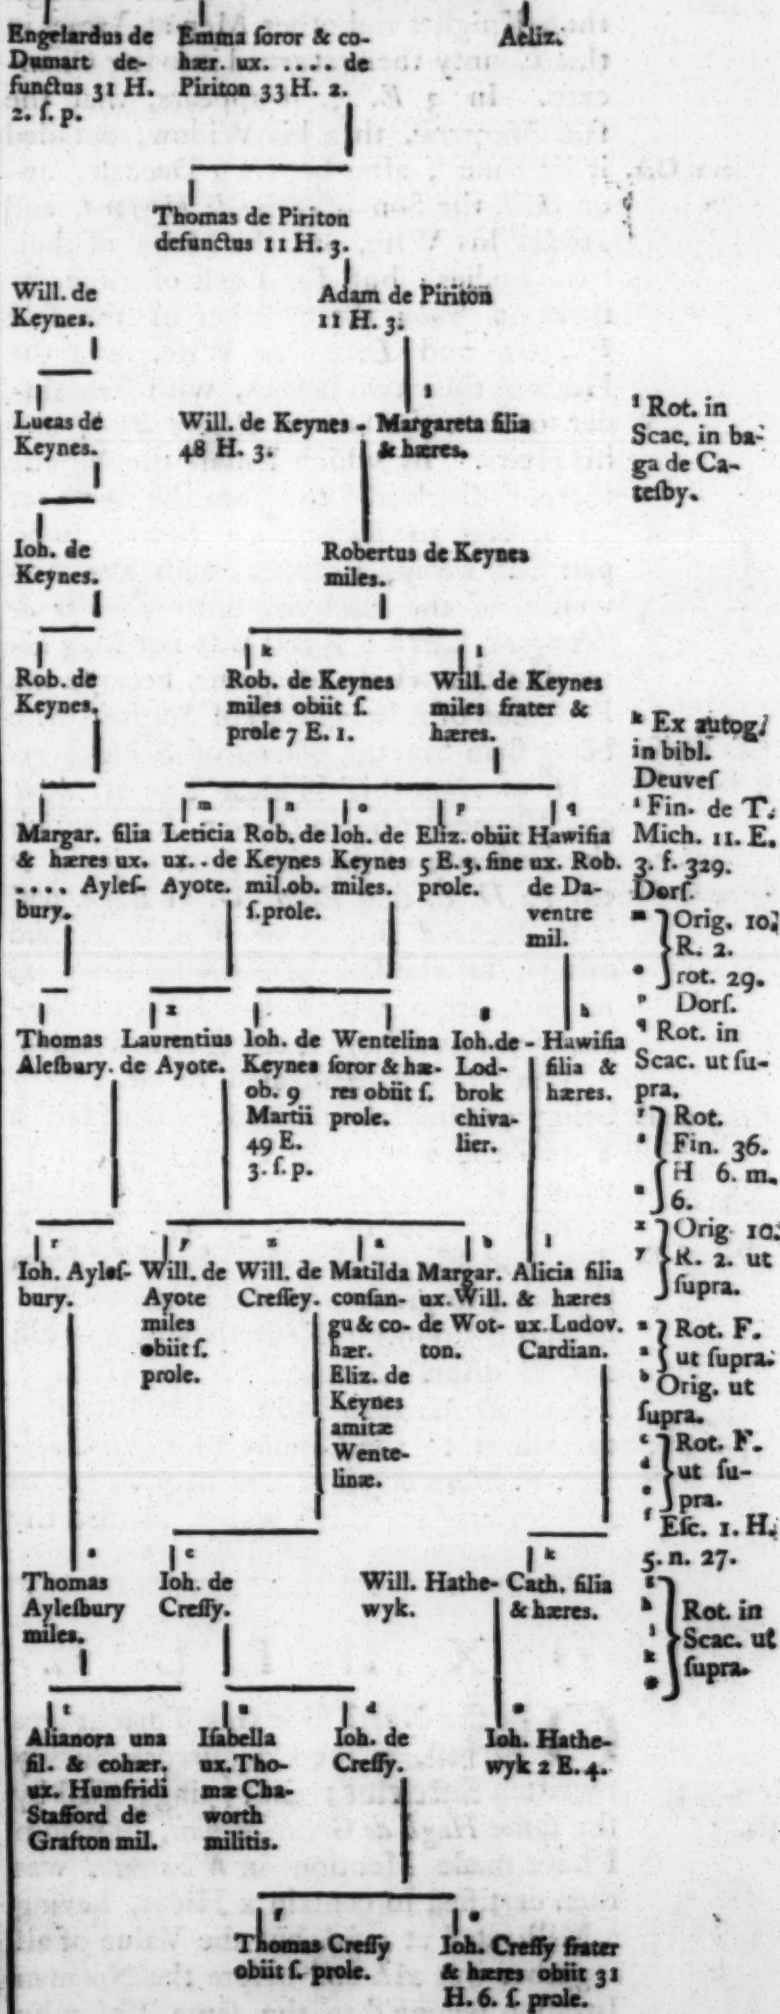 Engelardus de
Dumart de-
functus 31 H.
2. ſ. p.
Emma ſoror & co-
hær. ux. .... de
Piriton 33 H. 2.
Aeliz.
Thomas de Piriton
defunctus 11 H. 3.
Will. de
Keynes.
Adam de Piriton
11 H. 3.
Lucas de
Keynes.
Will. de Keynes - Margareta filia
48 H. 3.
& hæres.
Ioh. de
Keynes.
Robertus de Keynes
miles.
Rob. de
Keynes.
k
Rob. de Keynes
miles obiit ſ.
prole 7 E. 1.
Will. de Keynes
miles frater &
hæres.
Margar. filia
& hæres ux.
.... Ayleſ-
bury.
m
Leticia
ux. . de
Ayote.
n
Rob. de
Keynes
mil.ob.
ſ.prole.
o
Ioh. de
Keynes
miles.
p
Eliz. obiit
5 E.3. ſine
prole.
q
Hawiſia
ux. Rob.
de Da-
ventre
mil.
Thomas
Aleſbury.
x
Laurentius
de Ayote.
Ioh. de
Keynes
ob. 9
Martii
49 E.
3. ſ. p.
Wentelina
ſoror & hæ-
res obiit ſ.
prole.
g
Ioh.de -
Lod-
brok
chiva-
lier.
h
Hawiſia
filia &
hæres.
r
Ioh. Ayleſ-
bury.
y
Will. de
Ayote
miles
obiit ſ.
prole.
z
Will. de
Creſſey.
a
Matilda
conſan-
gu & co-
hær.
Eliz. de
Keynes
amitæ
Wente-
linæ.
b
Margar.
ux. Will.
de Wot-
ton.
Alicia filia
& hæres
ux. Ludov.
Cardian.
s
Thomas
Ayleſbury
miles.
c
Ioh. de
Creſſy.
Will. Hathe-
wyk.
k
Cath. filia
& hæres.
t
Alianora una
fil. & cohær.
ux. Humfridi
Stafford de
Grafton mil.
u
Iſabella
ux. Tho-
mæ Cha-
worth
militis.
d
Ioh. de
Creſſy.
Ioh. Hathe-
wyk 2 E. 4.
f
Thomas Creſſy
obiit ſ. prole.
e
Ioh. Creſſy frater
& hæres obiit 31
H. 6. ſ. prole.
Rot. in
Scac. in ba-
ga de Ca-
teſby.
k Ex autog.
in bibl.
Deuveſ
Fin. de T.
Mich. 11. E.
3. f. 329.
Dorſ.
m } Orig. 10.
R. 2.
o } rot. 29.
p Dorſ.
q Rot. in
Scac. ut ſu-
pra.
r } Rot.
s } Fin. 36.
H 6. m.
u } 6.
x } Orig 10.
y } R. 2. ut
ſupra.
z } Rot. F.
a } ut ſupra.
b Orig. ut
ſupra.
c } Rot. F.
d } ut ſu-
e } pra.
f Eſc. 1. H.
5. n. 27.
g
h } Rot. in
Scac. ut
k } ſupra.